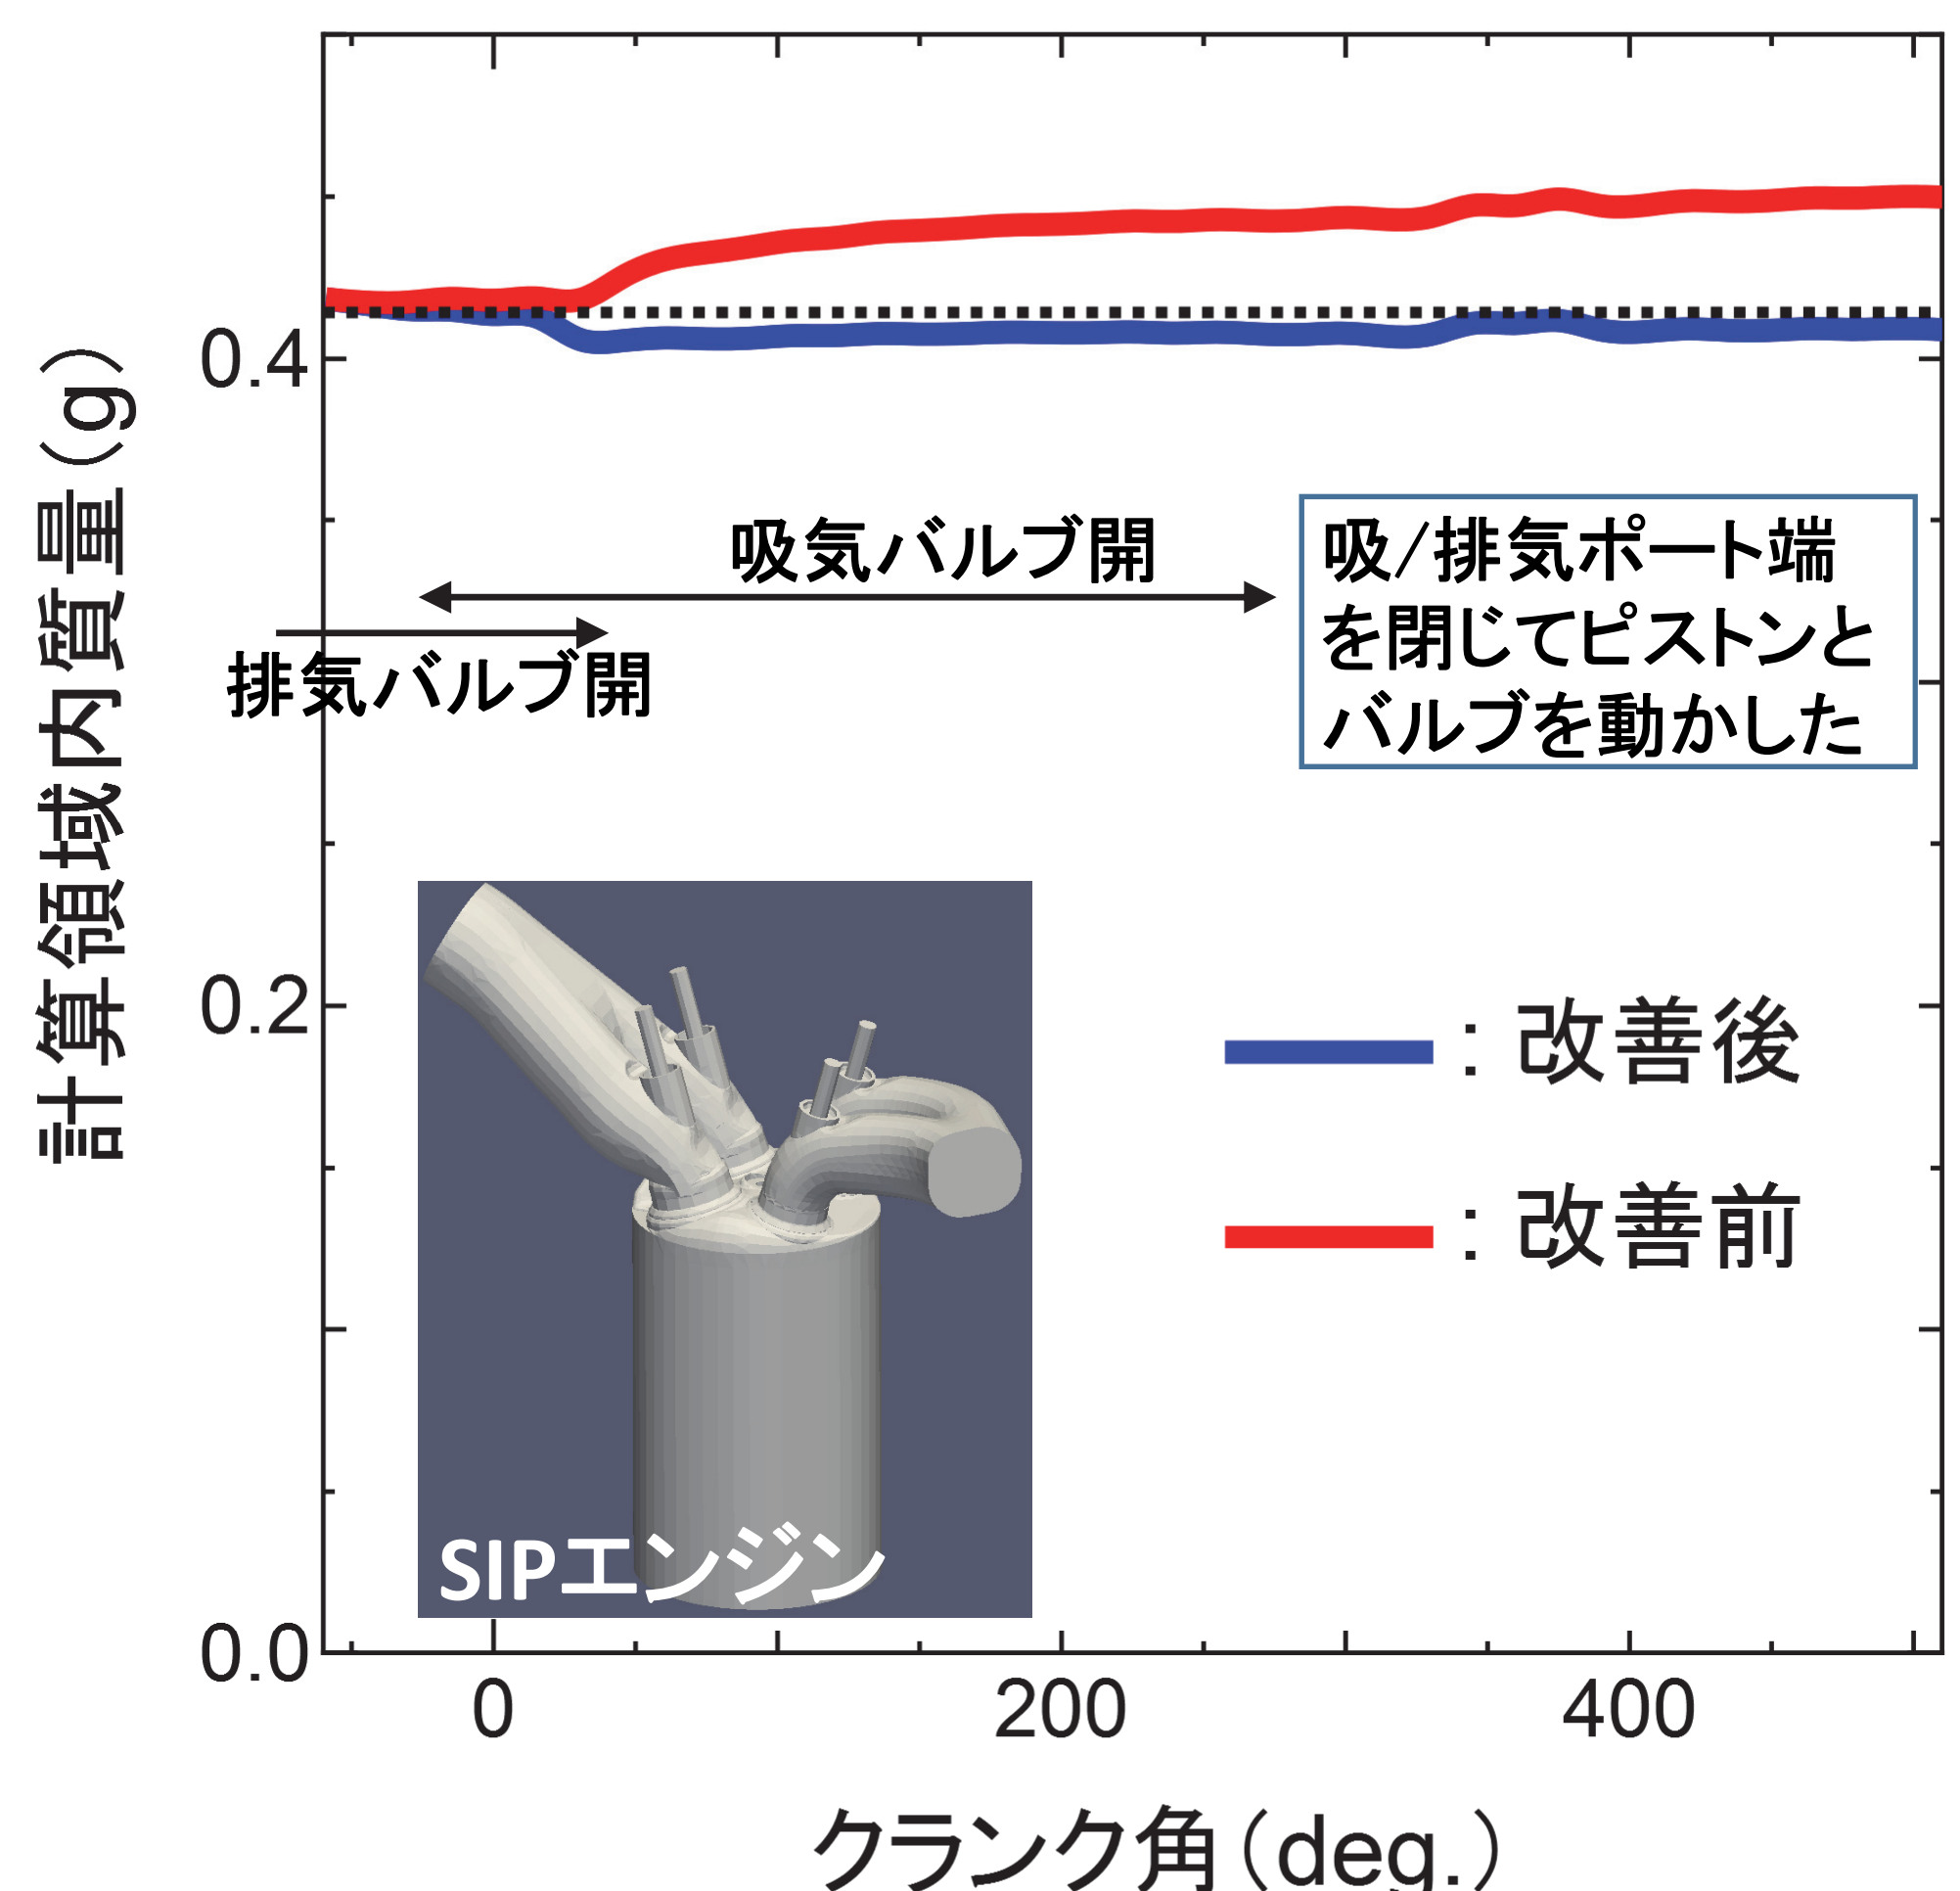 計算領域内質量(g)
0.4
0.2
0.0
吸気バルブ開
排気バルブ開
吸/排気ポート端
を閉じてピストンと
バルブを動かした
:改善後
:改善前
SIPエンジン
0
200
400
クランク角(deg.)